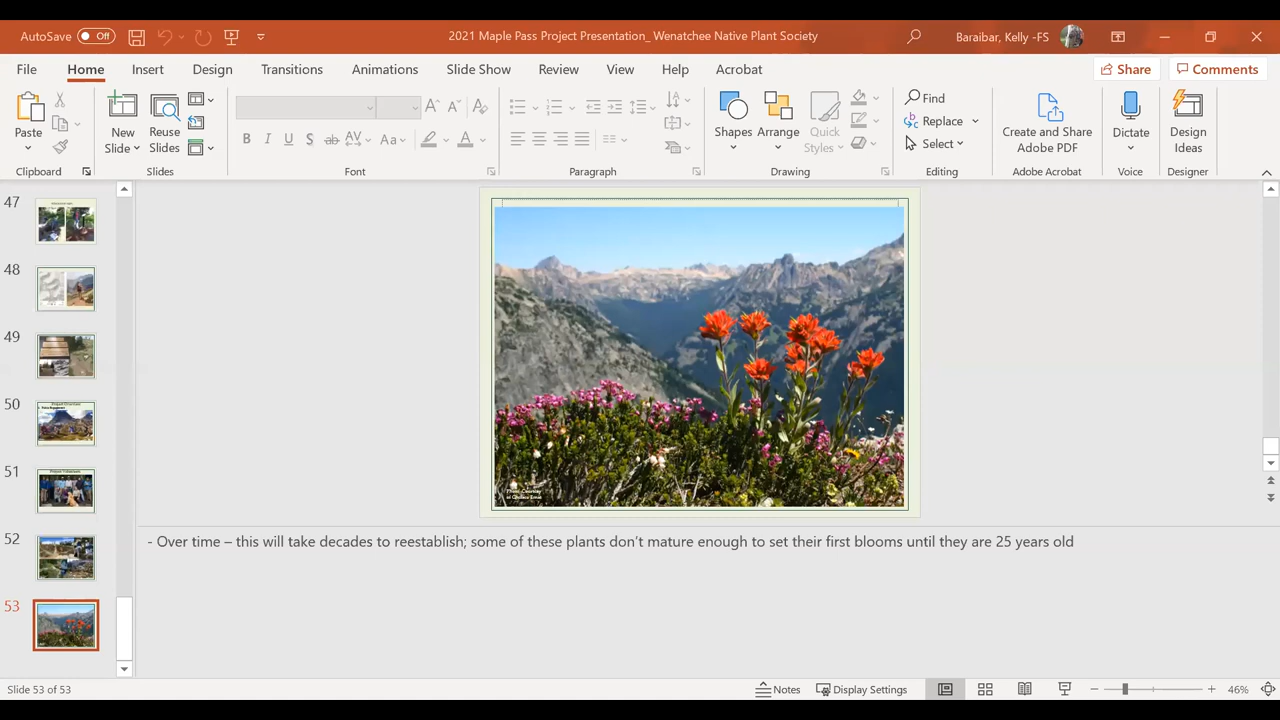 AutoSave Off
2021 Maple Pass Project Presentation_ Wenatchee Native Plant Society
Baraibar, Kelly -FS
File Home Insert Design Transitions Animations Slide Show Review View Help Acrobat
Share Comments
Paste
New Slide
Reuse Slides
B I U S ab AV Aa A
Shapes
Arrange
Quick Styles
Find
Replace
Select
Create and Share Adobe PDF
Dictate
Design Ideas
Clipboard Slides Font Paragraph Drawing Editing Adobe Acrobat Voice Designer
47
48
49
50
51
52
53
- Over time – this will take decades to reestablish; some of these plants don't mature enough to set their first blooms until they are 25 years old
Slide 53 of 53
Notes Display Settings 46%